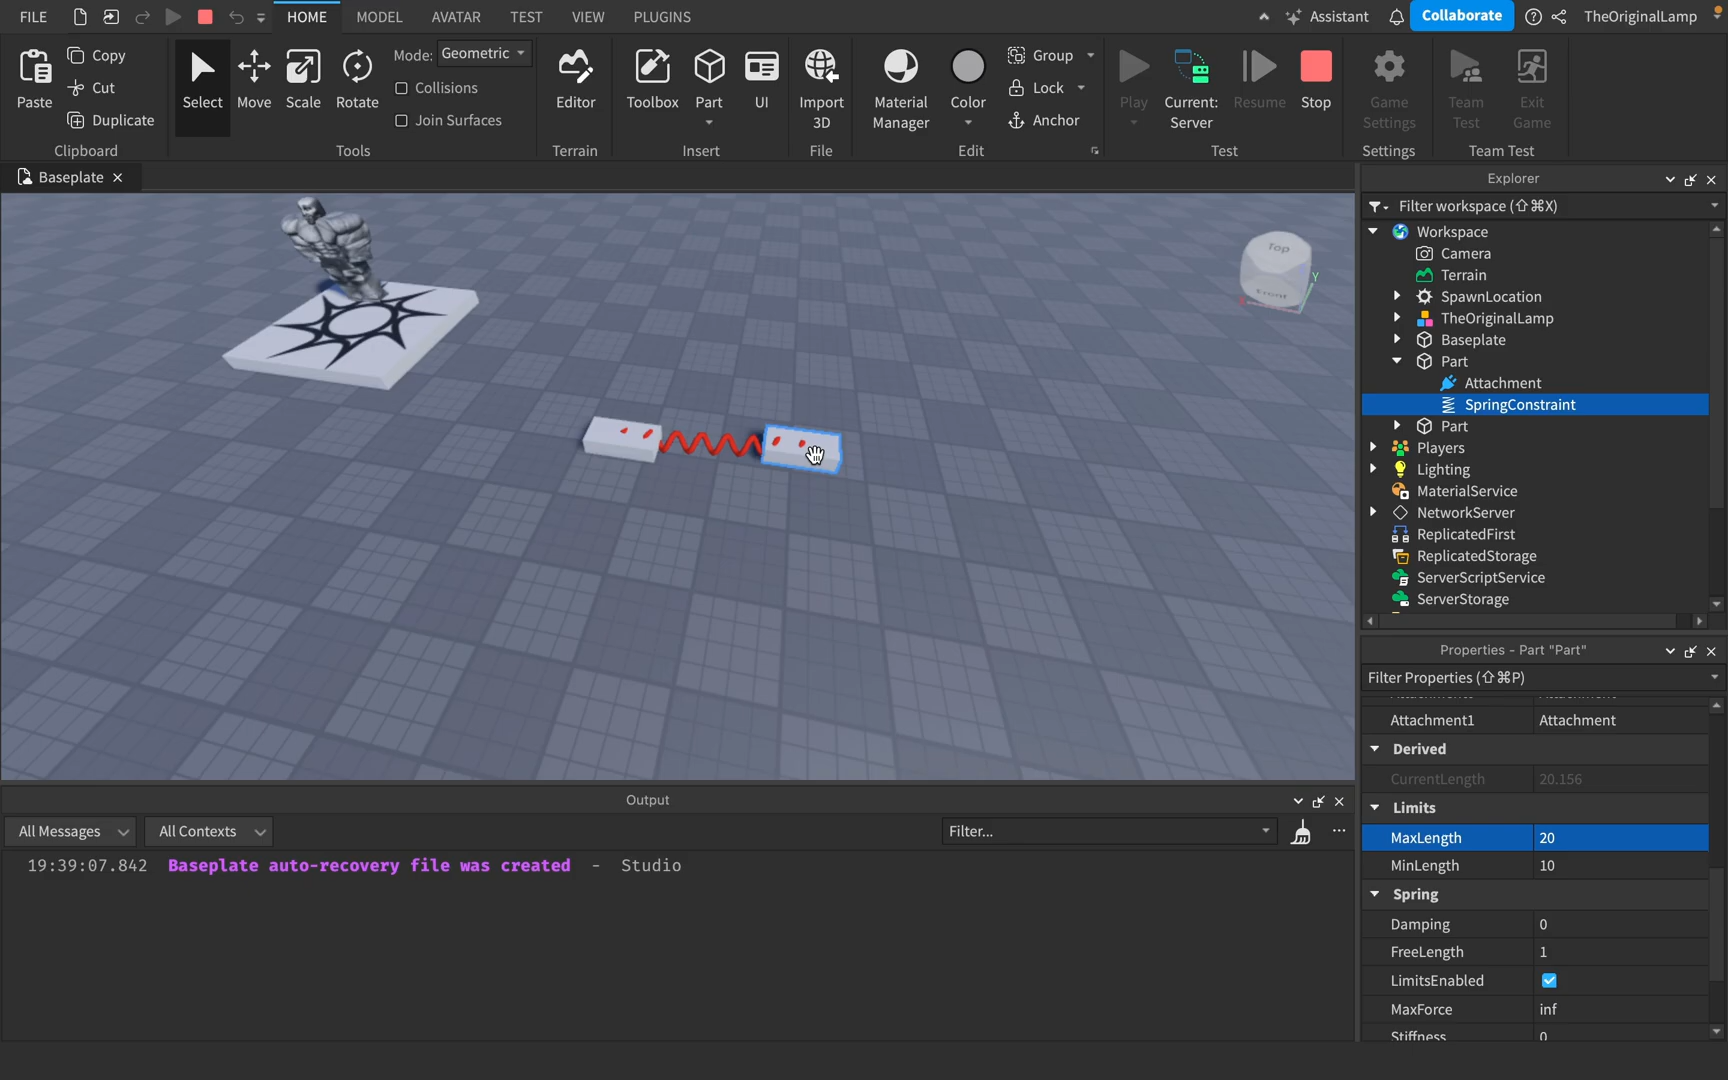 FILE HOME MODEL AVATAR TEST VIEW PLUGINS Assistant Collaborate TheOriginalLamp
Paste Copy Cut Duplicate
Clipboard
Select Move Scale Rotate Mode: Geometric
Collisions
Join Surfaces
Tools
Editor
Terrain
Toolbox Part UI
Insert
Import 3D
File
Material Manager Color Group Lock Anchor
Edit
Play Current: Server Resume Stop
Test
Game Settings
Settings
Team Test Exit Game
Team Test
Baseplate
Top
Front
Y
Explorer
Filter workspace (⇧⌘X)
Workspace
Camera
Terrain
SpawnLocation
TheOriginalLamp
Baseplate
Part
Attachment
SpringConstraint
Part
Players
Lighting
MaterialService
NetworkServer
ReplicatedFirst
ReplicatedStorage
ServerScriptService
ServerStorage
Properties - Part "Part"
Filter Properties (⇧⌘P)
Attachment1 Attachment
Derived
CurrentLength 20.156
Limits
MaxLength 20
MinLength 10
Spring
Damping 0
FreeLength 1
LimitsEnabled
MaxForce inf
Stiffness 0
Output
All Messages All Contexts Filter...
19:39:07.842 Baseplate auto-recovery file was created - Studio